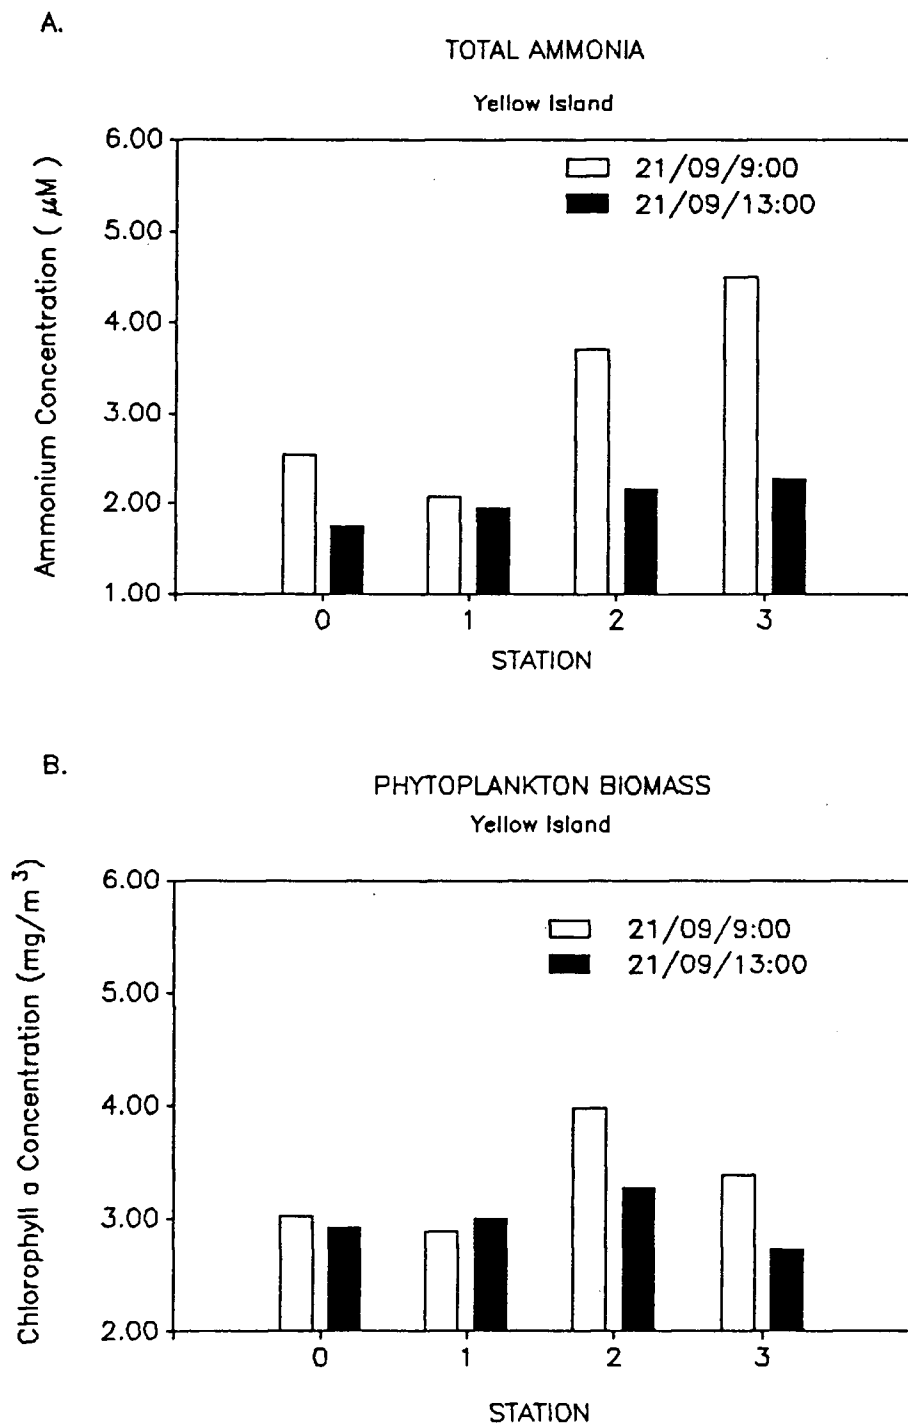 A.
TOTAL AMMONIA
Yellow Island
Ammonium Concentration ( μM )
6.00
5.00
4.00
3.00
2.00
1.00
21/09/9:00
21/09/13:00
0 1 2 3
STATION
B.
PHYTOPLANKTON BIOMASS
Yellow Island
Chlorophyll a Concentration (mg/m³)
6.00
5.00
4.00
3.00
2.00
21/09/9:00
21/09/13:00
0 1 2 3
STATION